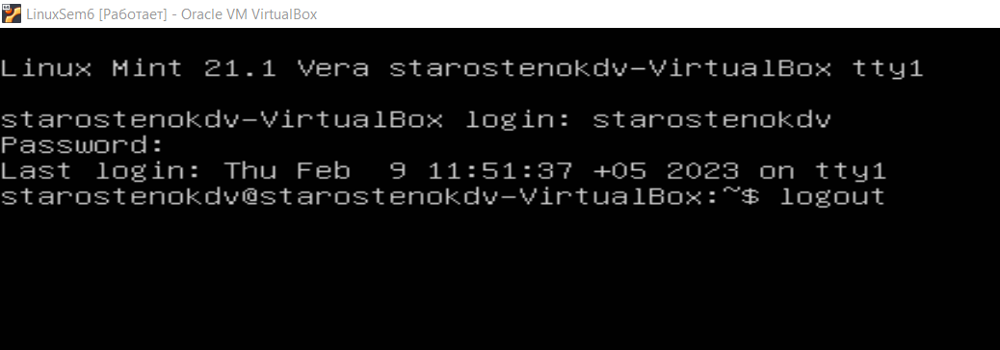 LinuxSem6 [Работает] - Oracle VM VirtualBox
Linux Mint 21.1 Vera starostenokdv-VirtualBox tty1
starostenokdv-VirtualBox login: starostenokdv
Password:
Last login: Thu Feb  9 11:51:37 +05 2023 on tty1
starostenokdv@starostenokdv-VirtualBox:~$ logout